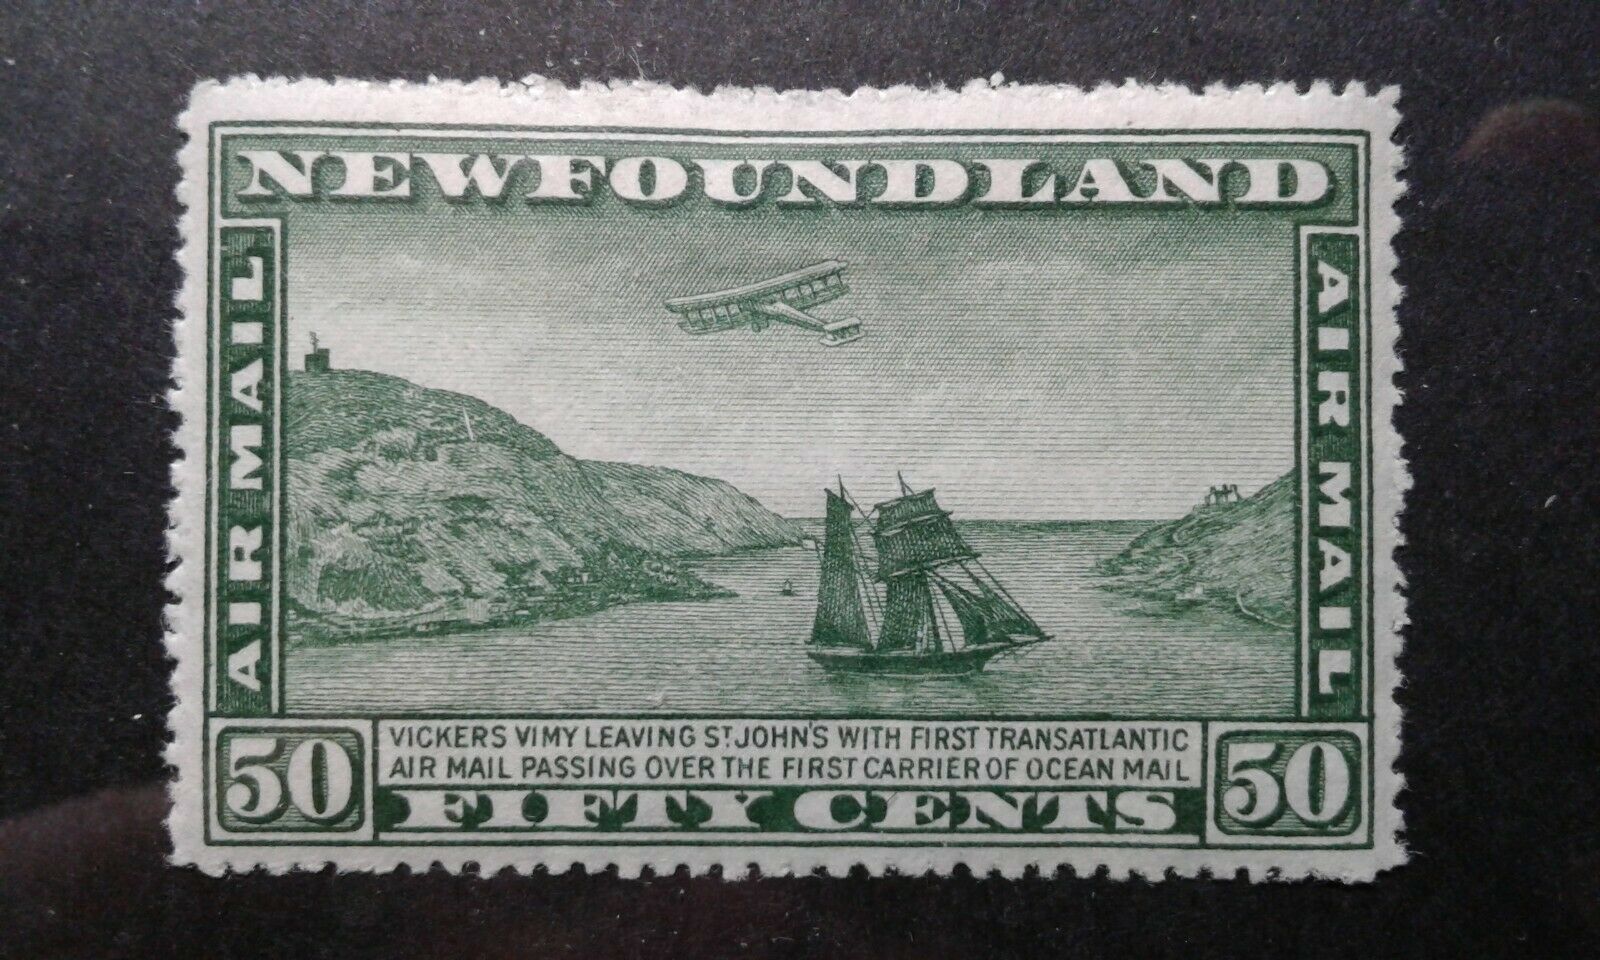 NEWFOUNDLAND
AIR MAIL
AIR MAIL
VICKERS VIMY LEAVING ST. JOHN'S WITH FIRST TRANSATLANTIC
AIR MAIL PASSING OVER THE FIRST CARRIER OF OCEAN MAIL
50
FIFTY CENTS
50